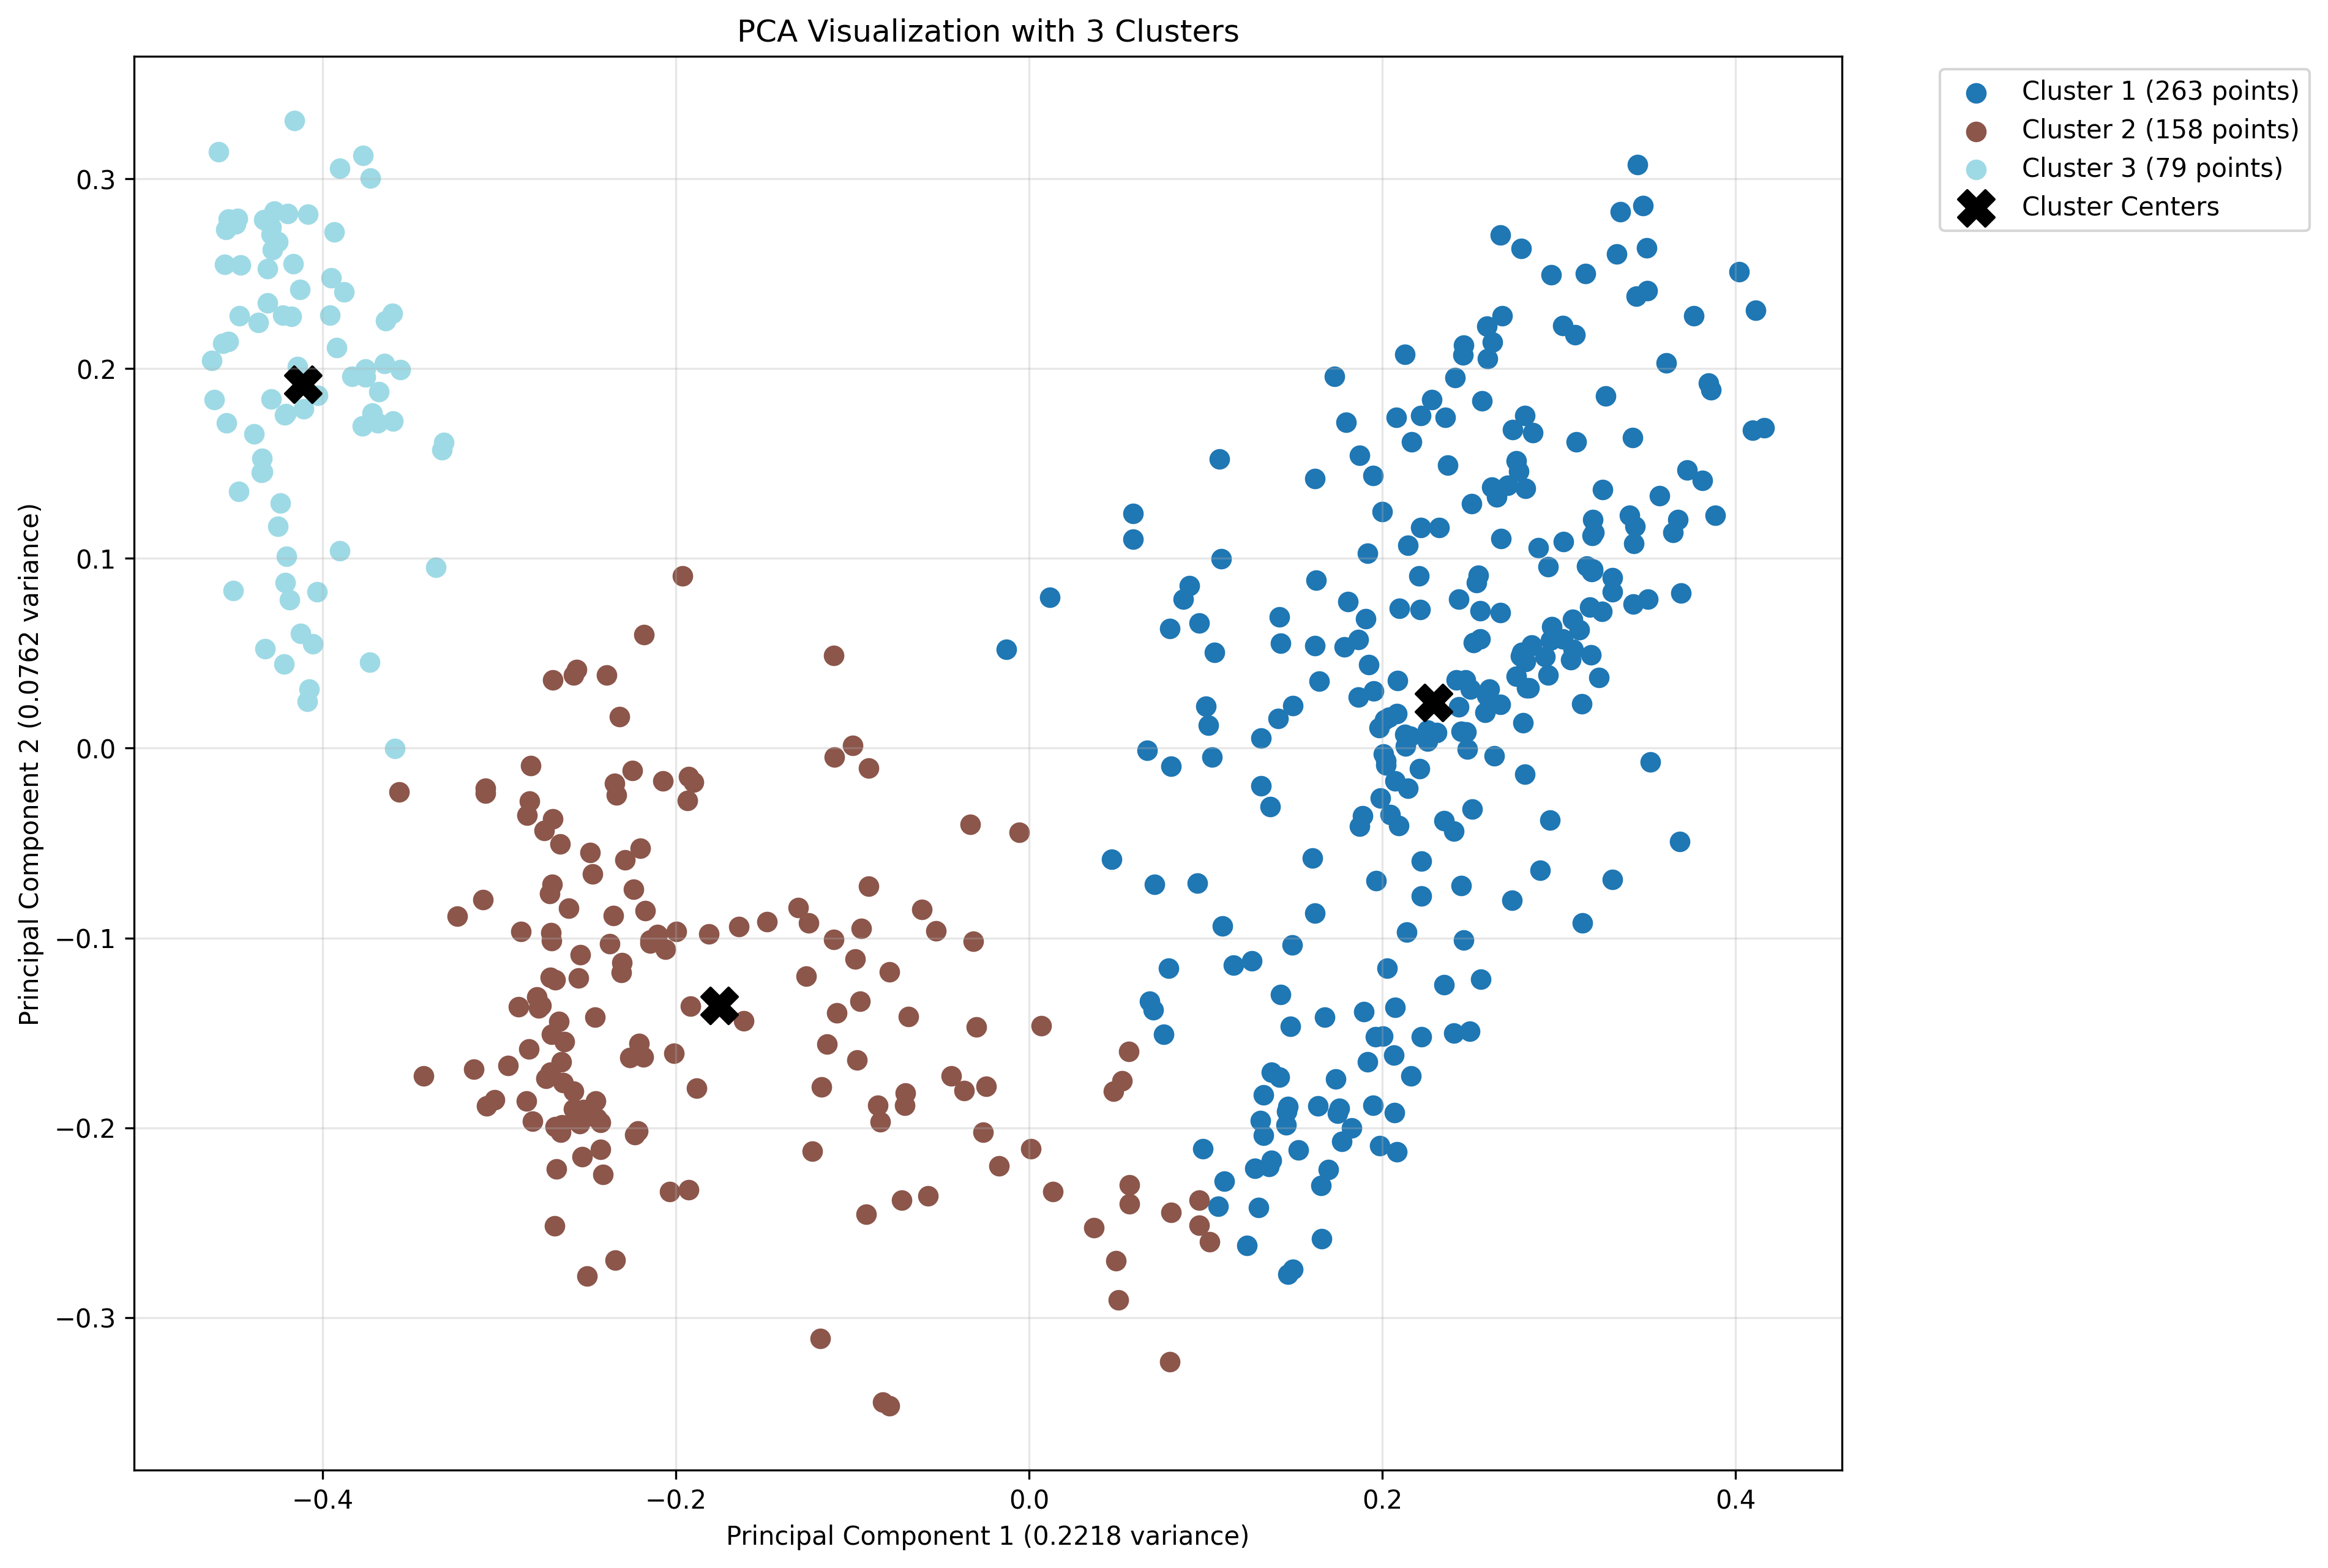 PCA Visualization with 3 Clusters
Cluster 1 (263 points)
Cluster 2 (158 points)
Cluster 3 (79 points)
Cluster Centers
Principal Component 2 (0.0762 variance)
0.3
0.2
0.1
0.0
−0.1
−0.2
−0.3
−0.4
−0.2
0.0
0.2
0.4
Principal Component 1 (0.2218 variance)